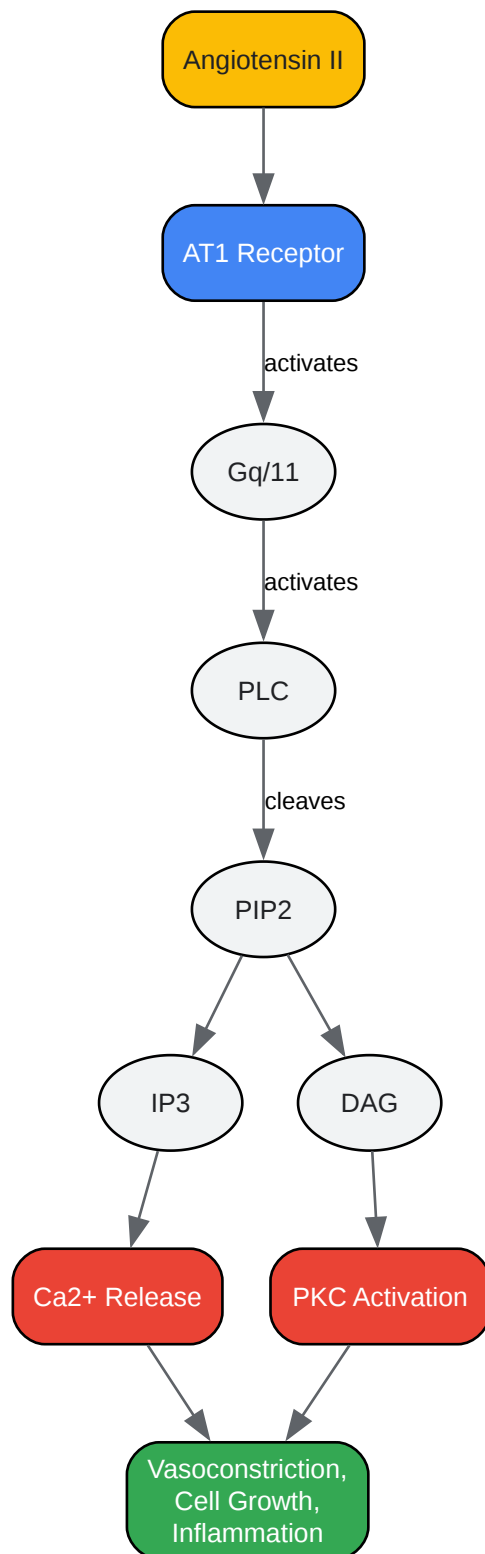 Angiotensin II
AT1 Receptor
activates
Gq/11
activates
PLC
cleaves
PIP2
IP3
DAG
Ca2+ Release
PKC Activation
Vasoconstriction,
Cell Growth,
Inflammation